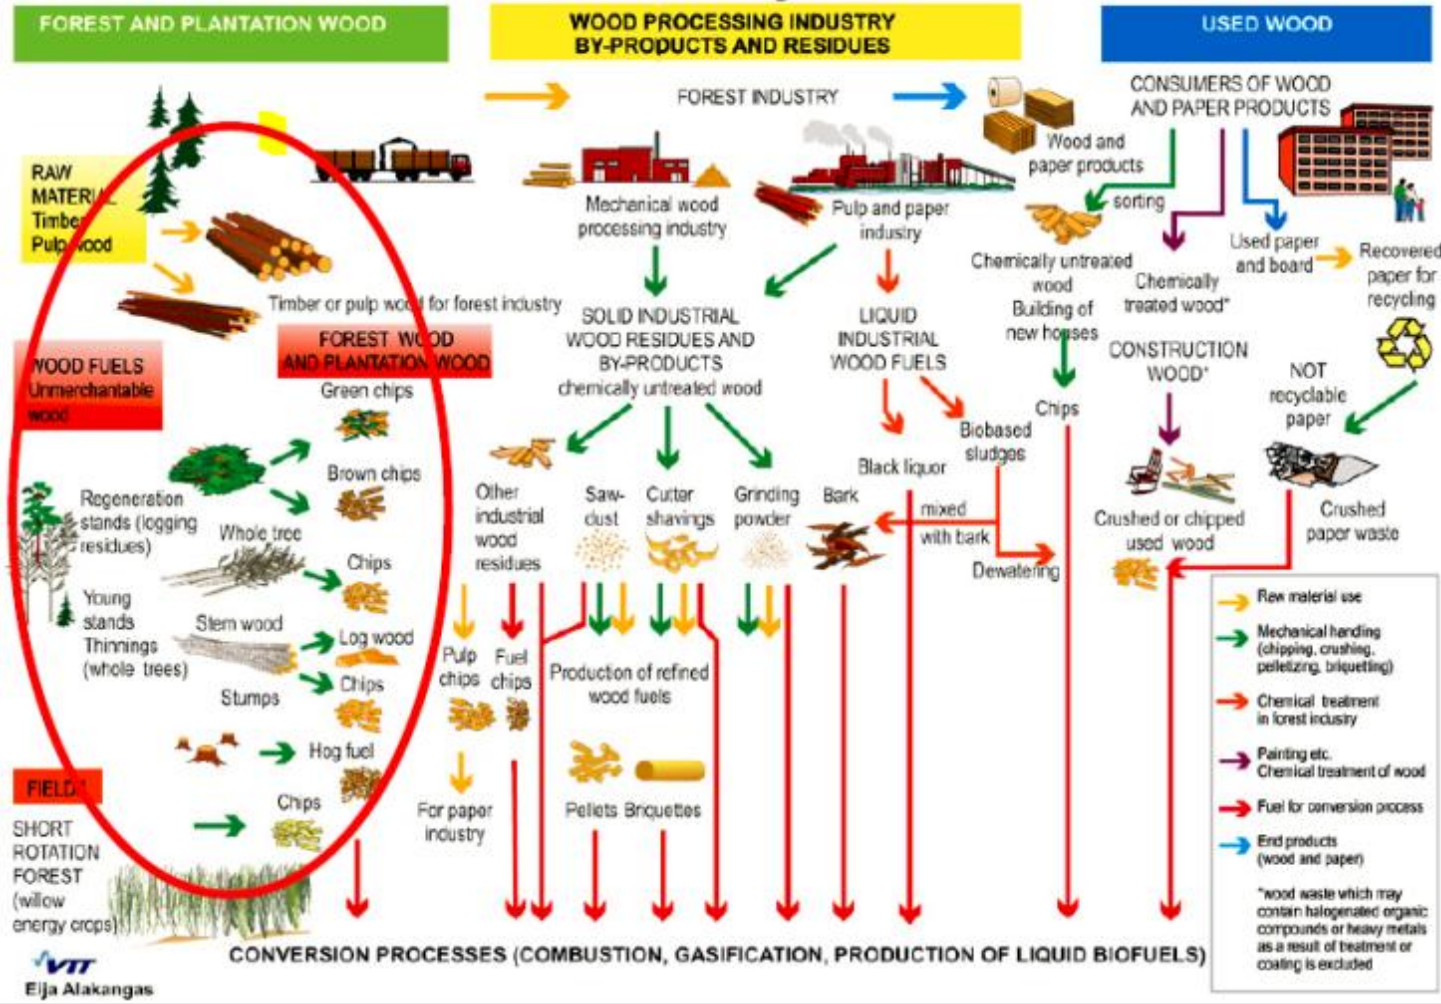 FOREST AND PLANTATION WOOD
WOOD PROCESSING INDUSTRY
BY-PRODUCTS AND RESIDUES
USED WOOD
RAW
MATERIAL
Timber
Pulp wood
Timber or pulp wood for forest industry
WOOD FUELS
Unmerchantable
wood
FOREST WOOD
AND PLANTATION WOOD
Green chips
Brown chips
Regeneration
stands (logging
residues)
Whole tree
Chips
Young
stands
Thinnings
(whole trees)
Stem wood
Log wood
Chips
Stumps
Hog fuel
FIELDS
Chips
SHORT
ROTATION
FOREST
(willow
energy crops)
FOREST INDUSTRY
Wood and
paper products
Mechanical wood
processing industry
Pulp and paper
industry
SOLID INDUSTRIAL
WOOD RESIDUES AND
BY-PRODUCTS
chemically untreated wood
LIQUID
INDUSTRIAL
WOOD FUELS
Other
industrial
wood
residues
Saw-
dust
Cutter
shavings
Grinding
powder
Bark
Black liquor
Biobased
sludges
mixed
with bark
Dewatering
Pulp
chips
Fuel
chips
Production of refined
wood fuels
For paper
industry
Pellets Briquettes
CONSUMERS OF WOOD
AND PAPER PRODUCTS
sorting
Chemically untreated
wood
Building of
new houses
Chips
Chemically
treated wood*
Used paper
and board
Recovered
paper for
recycling
CONSTRUCTION
WOOD*
NOT
recyclable
paper
Crushed or chipped
used wood
Crushed
paper waste
Raw material use
Mechanical handling
(chipping, crushing,
pelletizing, briquetting)
Chemical treatment
in forest industry
Painting etc.
Chemical treatment of wood
Fuel for conversion process
End products
(wood and paper)
*wood waste which may
contain halogenated organic
compounds or heavy metals
as a result of treatment or
coating is excluded
CONVERSION PROCESSES (COMBUSTION, GASIFICATION, PRODUCTION OF LIQUID BIOFUELS)
VTT
Eija Alakangas